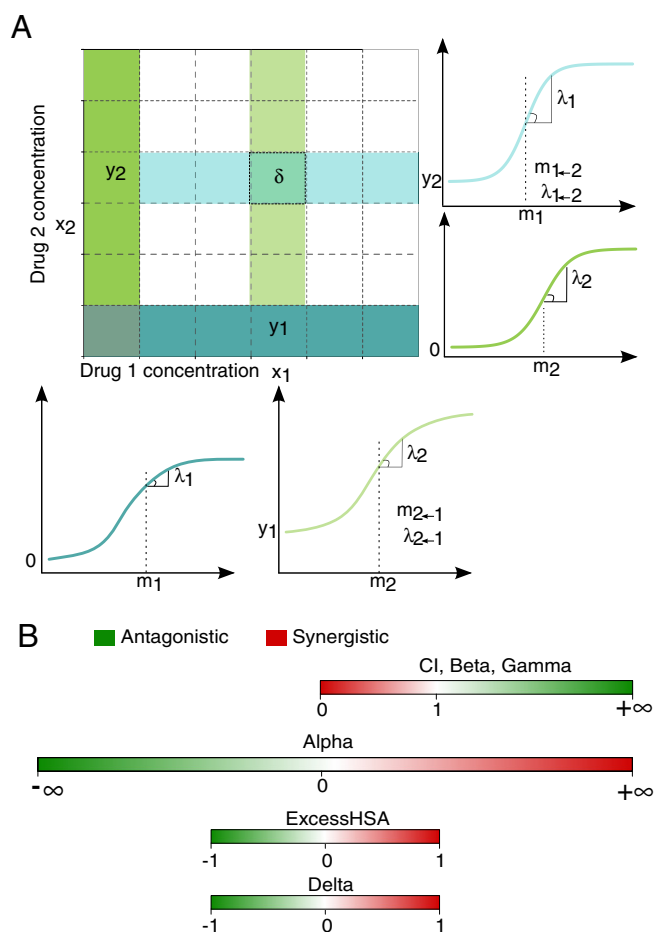 A
Drug 2 concentration
x2
y2
δ
y1
Drug 1 concentration x1
y2
λ1
m1←2
λ1←2
m1
λ2
0
m2
λ1
0
m1
λ2
y1
m2←1
λ2←1
m2
B
Antagonistic Synergistic
CI, Beta, Gamma
0 1 +∞
Alpha
-∞ 0 +∞
ExcessHSA
-1 0 1
Delta
-1 0 1